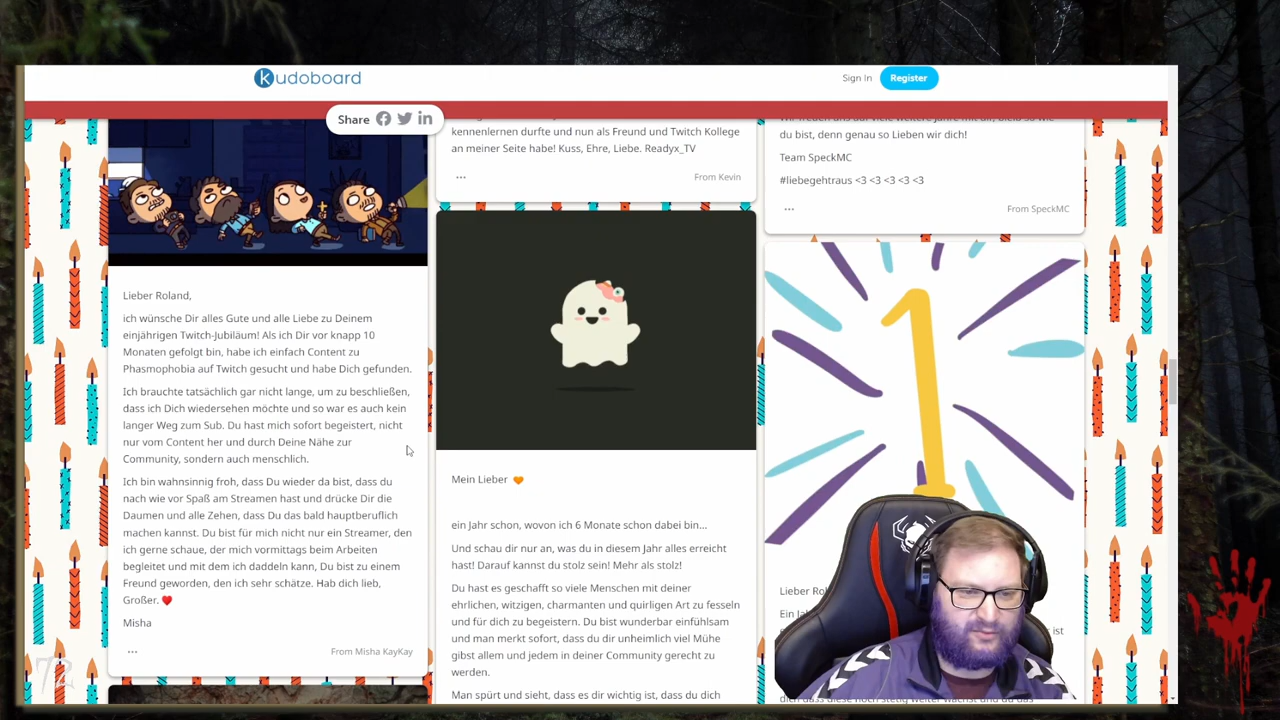 kudoboard
Sign In
Register
Share
kennenlernen durfte und nun als Freund und Twitch Kollege
an meiner Seite habe! Kuss, Ehre, Liebe. Readyx_TV
...
From Kevin
du bist, denn genau so Lieben wir dich!
Team SpeckMC
#liebegehtraus <3 <3 <3 <3 <3
...
From SpeckMC
Lieber Roland,
ich wünsche Dir alles Gute und alle Liebe zu Deinem
einjährigen Twitch-Jubiläum! Als ich Dir vor knapp 10
Monaten gefolgt bin, habe ich einfach Content zu
Phasmophobia auf Twitch gesucht und habe Dich gefunden.
Ich brauchte tatsächlich gar nicht lange, um zu beschließen,
dass ich Dich wiedersehen möchte und so war es auch kein
langer Weg zum Sub. Du hast mich sofort begeistert, nicht
nur vom Content her und durch Deine Nähe zur
Community, sondern auch menschlich.
Ich bin wahnsinnig froh, dass Du wieder da bist, dass du
nach wie vor Spaß am Streamen hast und drücke Dir die
Daumen und alle Zehen, dass Du das bald hauptberuflich
machen kannst. Du bist für mich nicht nur ein Streamer, den
ich gerne schaue, der mich vormittags beim Arbeiten
begleitet und mit dem ich daddeln kann, Du bist zu einem
Freund geworden, den ich sehr schätze. Hab dich lieb,
Großer. ❤️
Misha
...
From Misha KayKay
Mein Lieber 🧡
ein Jahr schon, wovon ich 6 Monate schon dabei bin...
Und schau dir nur an, was du in diesem Jahr alles erreicht
hast! Darauf kannst du stolz sein! Mehr als stolz!
Du hast es geschafft so viele Menschen mit deiner
ehrlichen, witzigen, charmanten und quirligen Art zu fesseln
und für dich zu begeistern. Du bist wunderbar einfühlsam
und man merkt sofort, dass du dir unheimlich viel Mühe
gibst allem und jedem in deiner Community gerecht zu
werden.
Man spürt und sieht, dass es dir wichtig ist, dass du dich
1
Lieber
ist